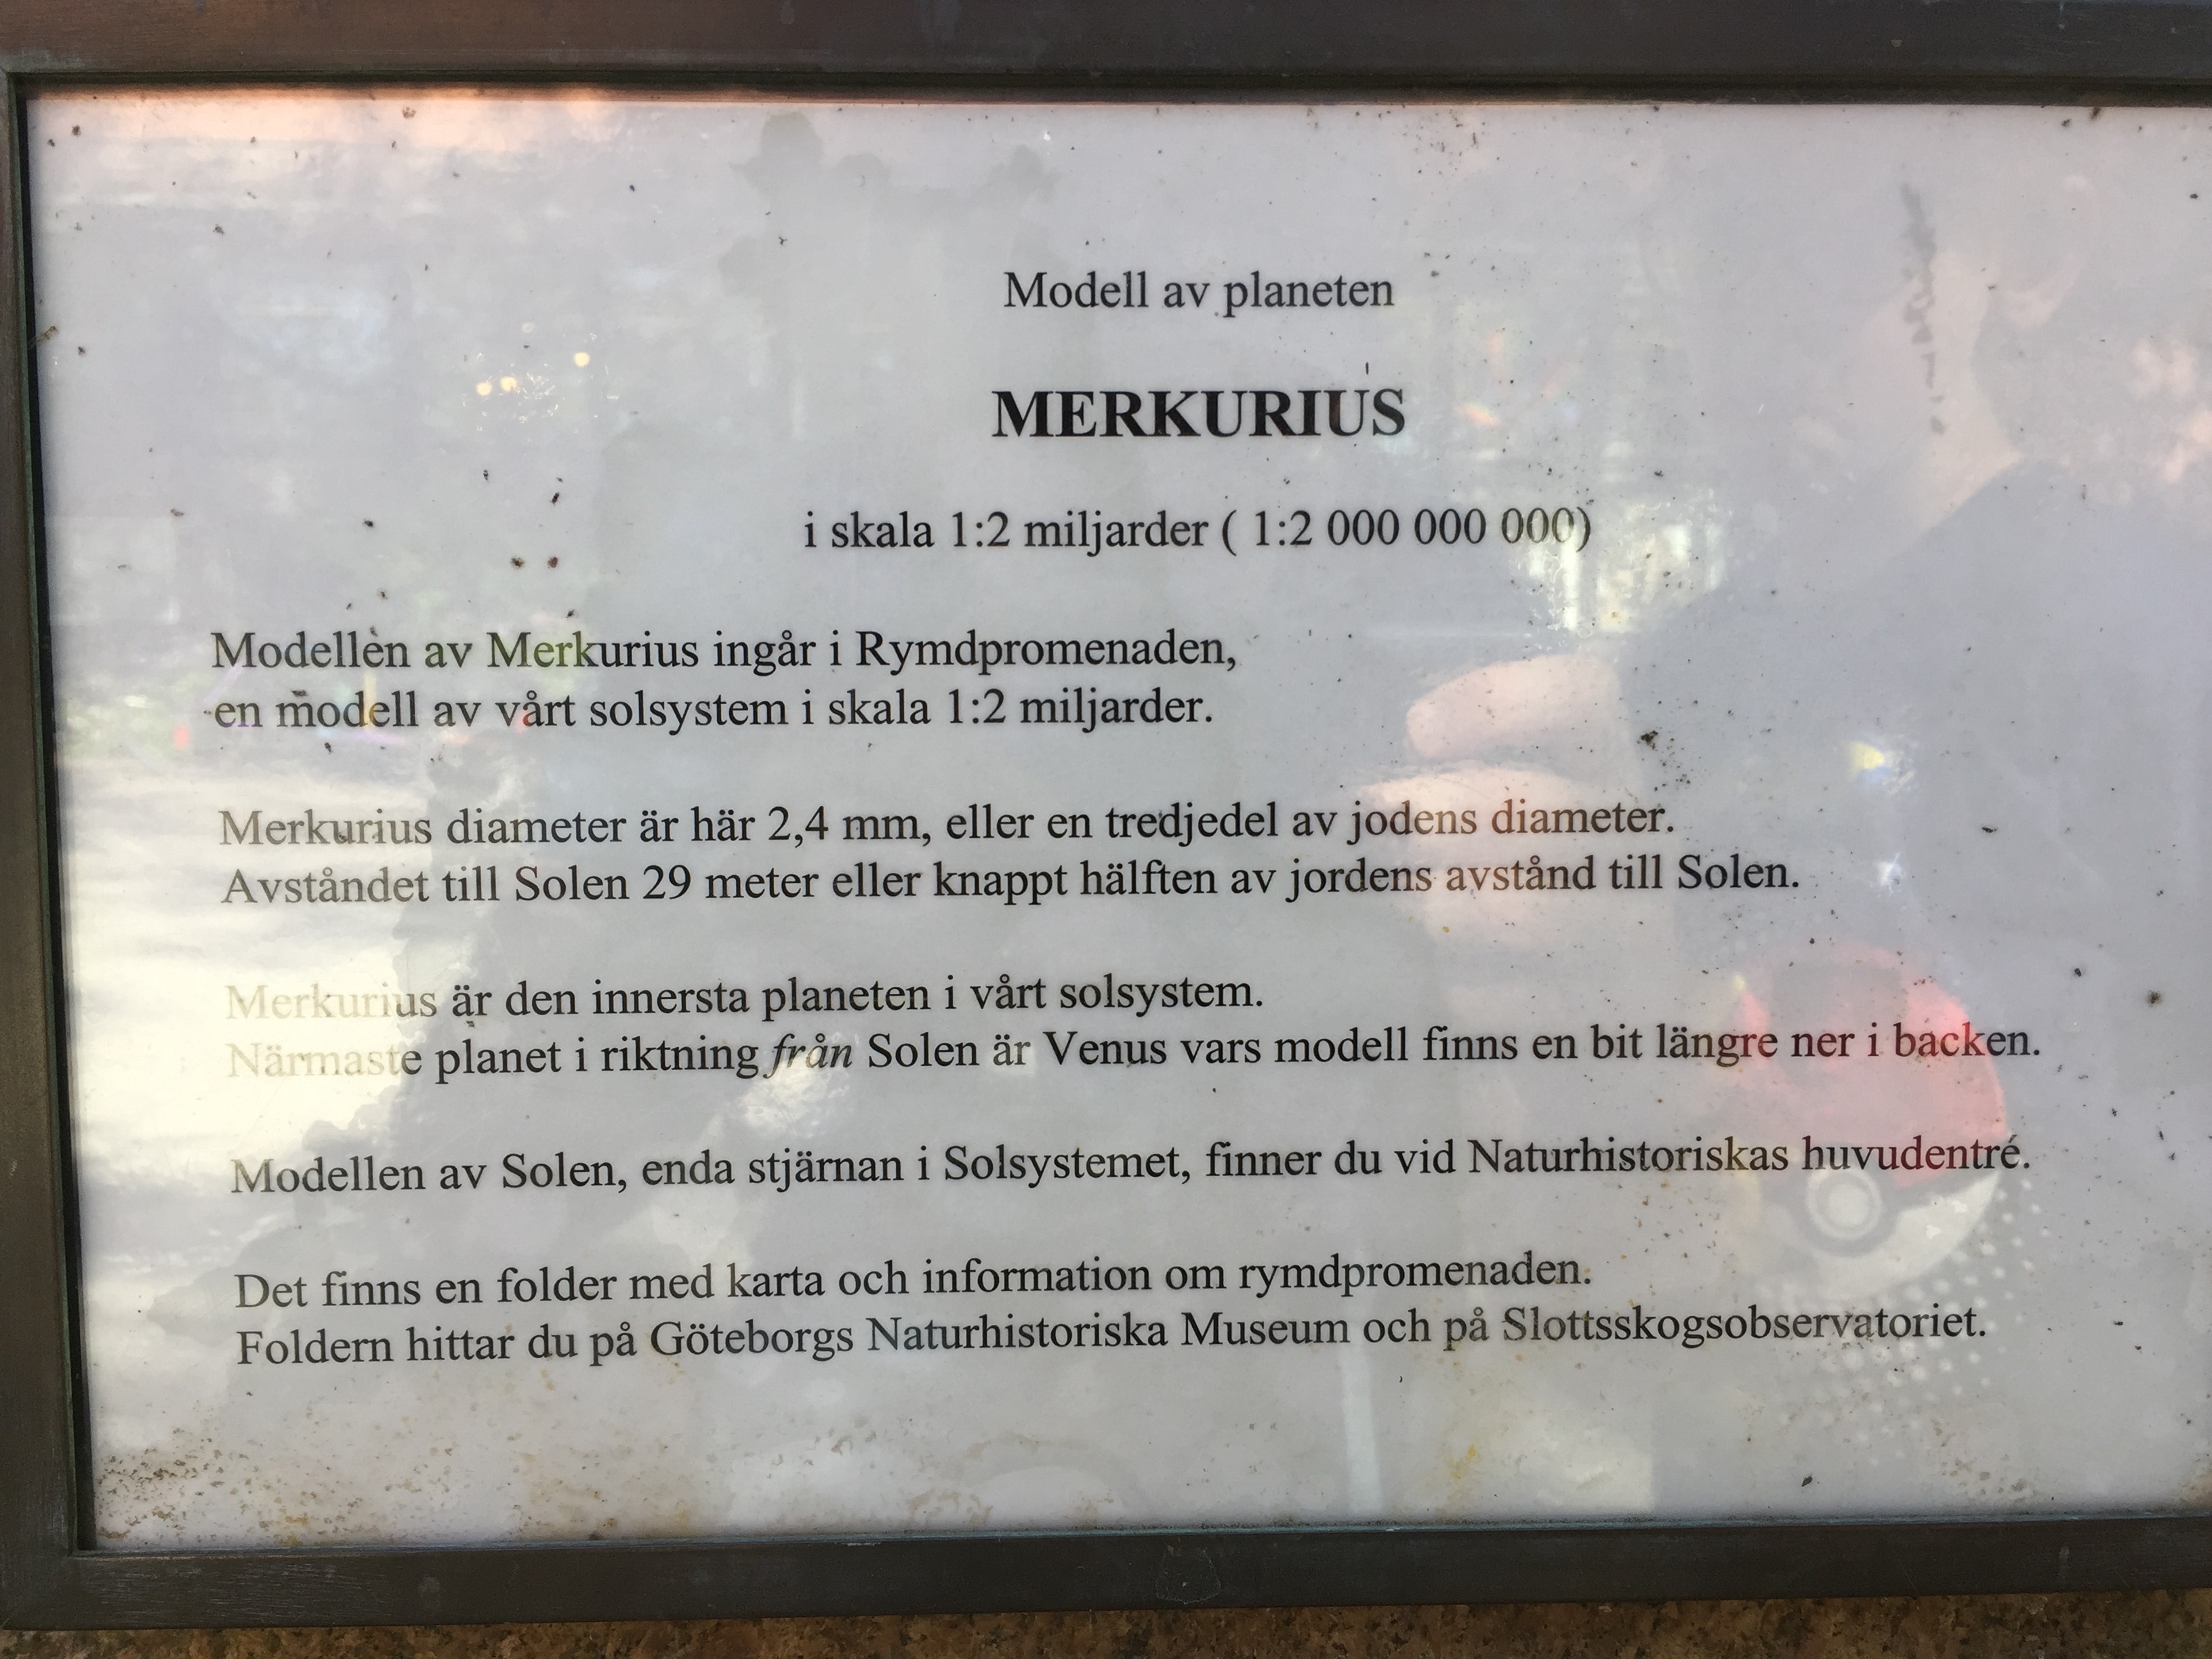 Modell av planeten
MERKURIUS
i skala 1:2 miljarder ( 1:2 000 000 000)
Modellen av Merkurius ingår i Rymdpromenaden,
en modell av vårt solsystem i skala 1:2 miljarder.
Merkurius diameter är här 2,4 mm, eller en tredjedel av jodens diameter.
Avståndet till Solen 29 meter eller knappt hälften av jordens avstånd till Solen.
Merkurius är den innersta planeten i vårt solsystem.
Närmaste planet i riktning från Solen är Venus vars modell finns en bit längre ner i backen.
Modellen av Solen, enda stjärnan i Solsystemet, finner du vid Naturhistoriskas huvudentré.
Det finns en folder med karta och information om rymdpromenaden.
Foldern hittar du på Göteborgs Naturhistoriska Museum och på Slottsskogsobservatoriet.